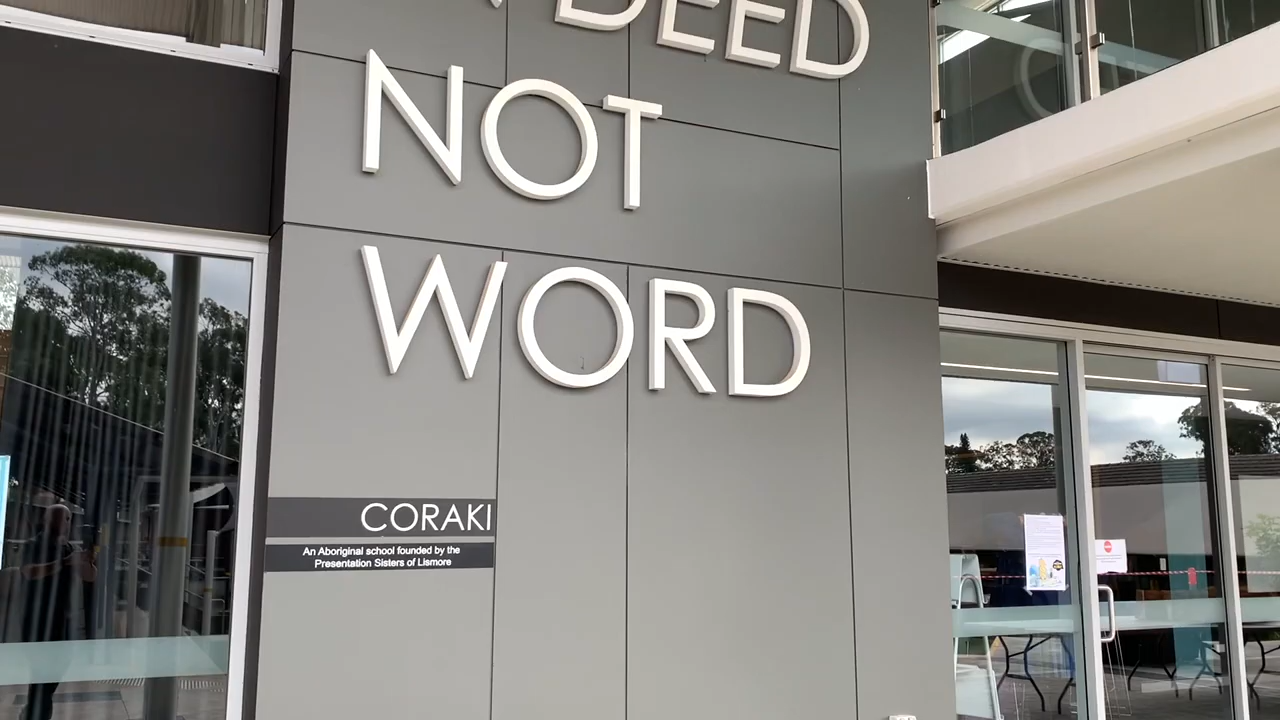 DEED
NOT
WORD
CORAKI
An Aboriginal school founded by the
Presentation Sisters of Lismore